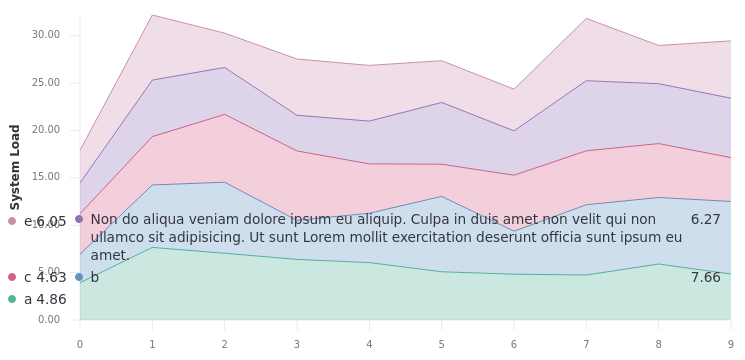 30.00
25.00
20.00
15.00
10.00
5.00
0.00
System Load
e 6.05
Non do aliqua veniam dolore ipsum eu aliquip. Culpa in duis amet non velit qui non
ullamco sit adipisicing. Ut sunt Lorem mollit exercitation deserunt officia sunt ipsum eu
amet.
6.27
c 4.63
b
7.66
a 4.86
0 1 2 3 4 5 6 7 8 9